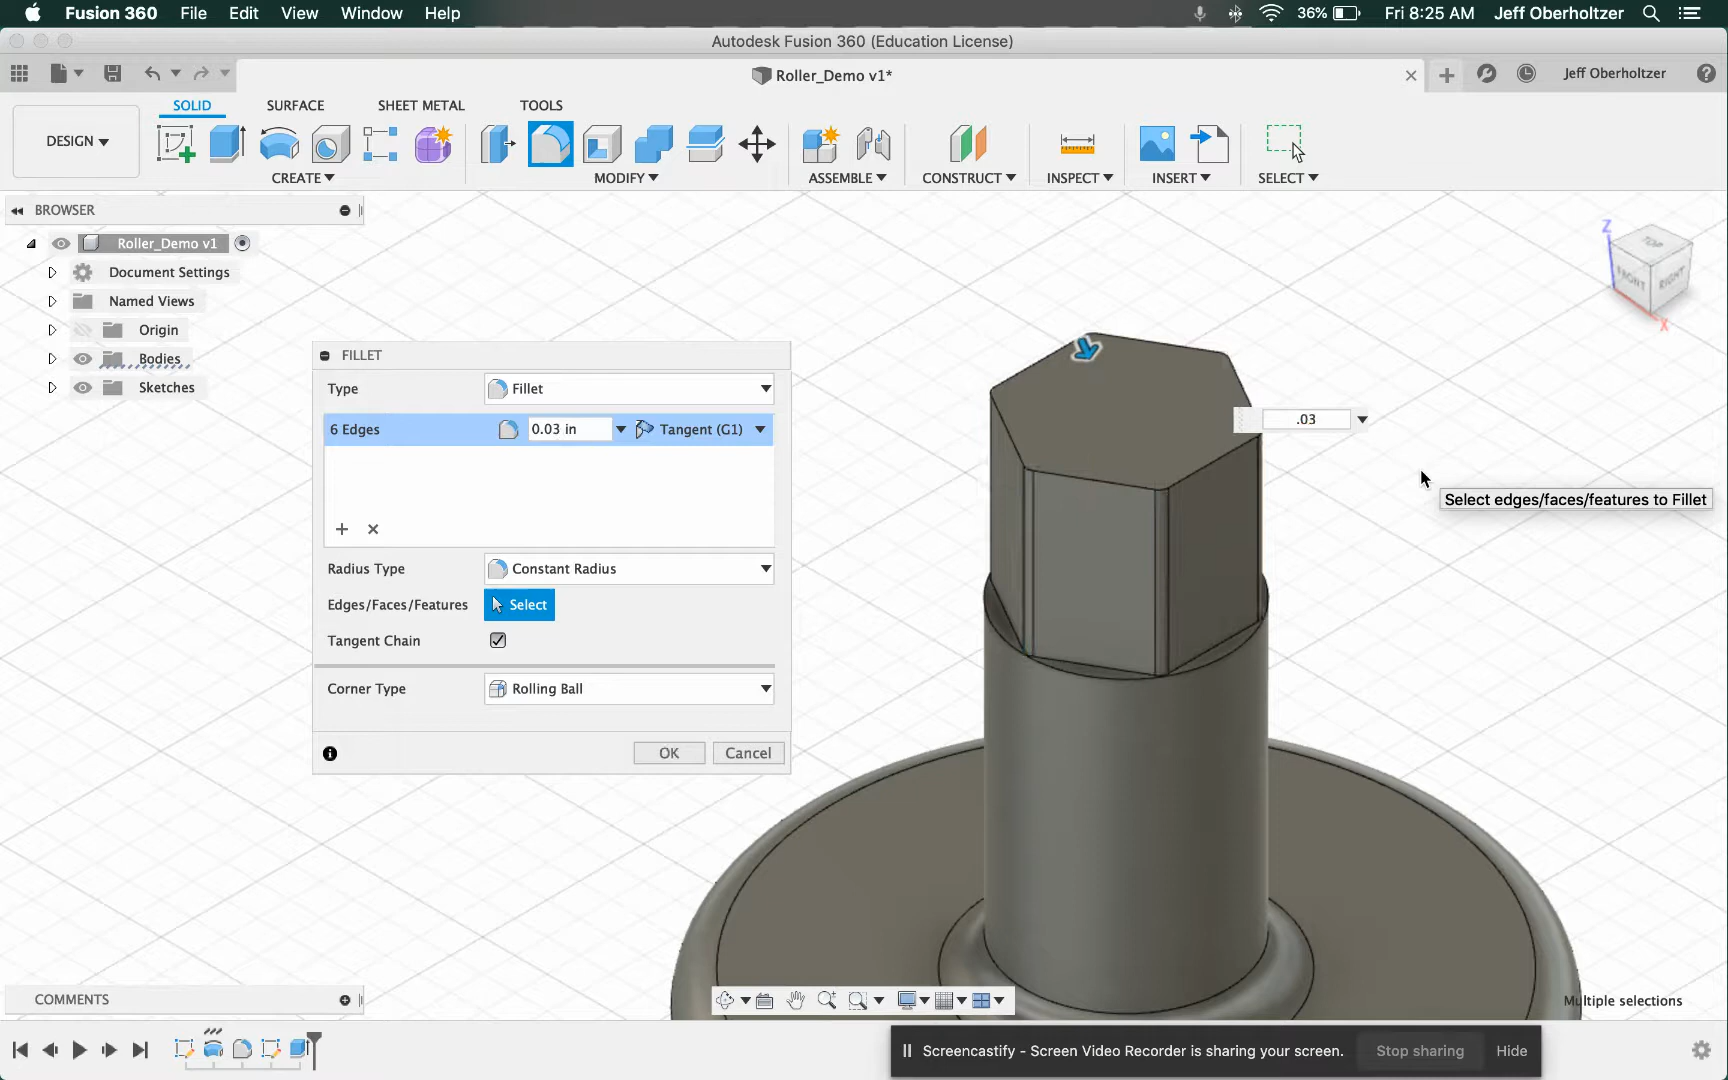 Fusion 360 File Edit View Window Help 36% Fri 8:25 AM Jeff Oberholtzer
Autodesk Fusion 360 (Education License)
Roller_Demo v1* Jeff Oberholtzer
SOLID SURFACE SHEET METAL TOOLS
DESIGN
CREATE MODIFY ASSEMBLE CONSTRUCT INSPECT INSERT SELECT
BROWSER
Roller_Demo v1
Document Settings
Named Views
Origin
Bodies
Sketches
Z
TOP
FRONT RIGHT
X
FILLET
Type Fillet
6 Edges 0.03 in Tangent (G1)
.03
Select edges/faces/features to Fillet
Radius Type Constant Radius
Edges/Faces/Features Select
Tangent Chain
Corner Type Rolling Ball
OK Cancel
COMMENTS
Multiple selections
Screencastify - Screen Video Recorder is sharing your screen. Stop sharing Hide